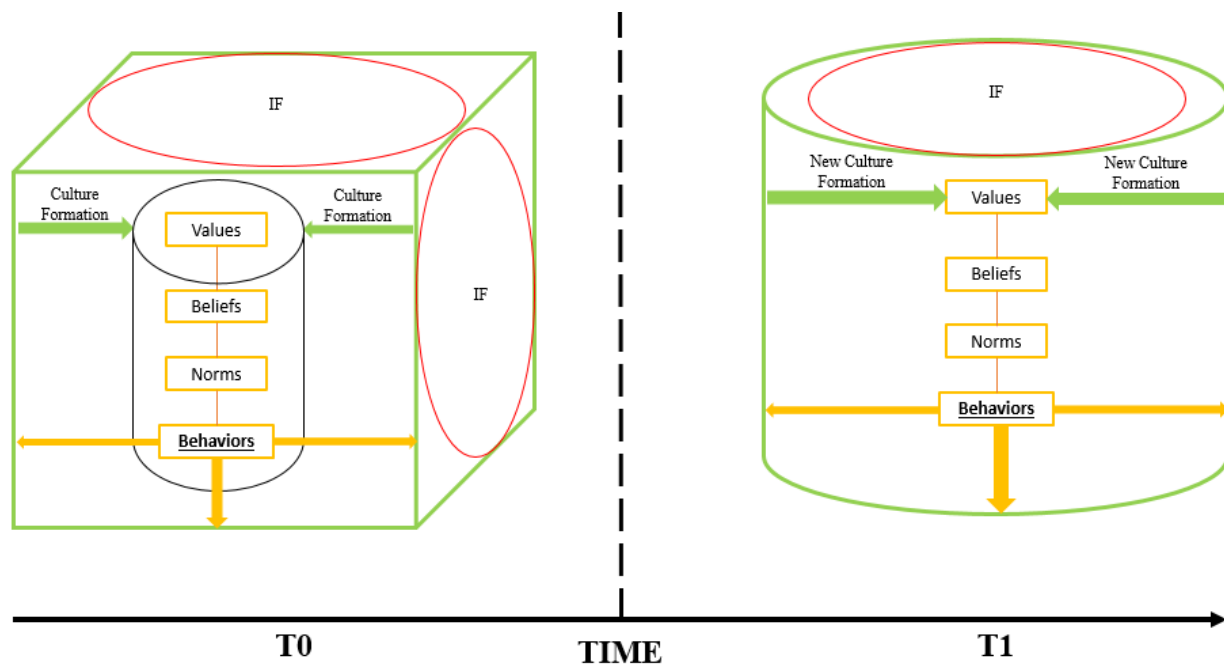 IF
Culture
Formation
Culture
Formation
Values
IF
Beliefs
Norms
Behaviors
IF
New Culture
Formation
New Culture
Formation
Values
Beliefs
Norms
Behaviors
T0
TIME
T1